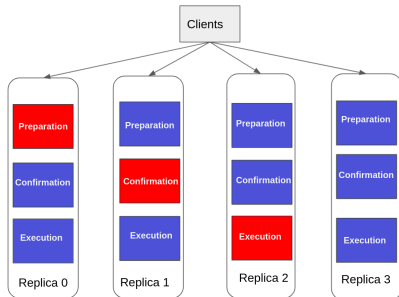 Clients
Preparation
Confirmation
Execution
Replica 0
Preparation
Confirmation
Execution
Replica 1
Preparation
Confirmation
Execution
Replica 2
Preparation
Confirmation
Execution
Replica 3